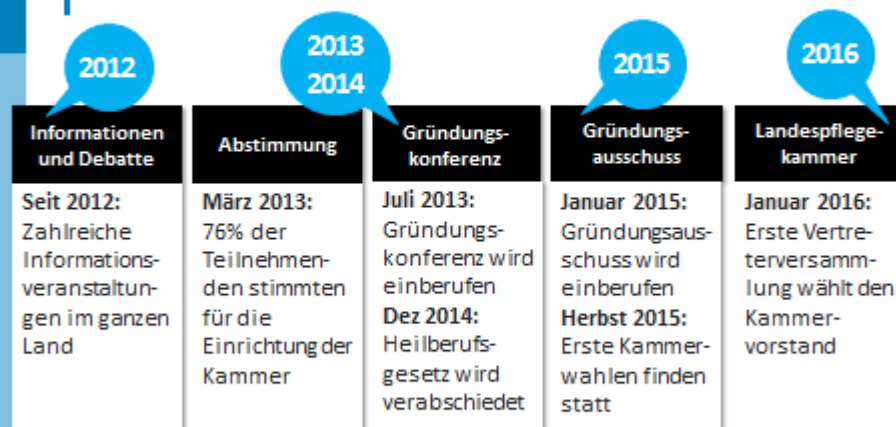 2012
2013
2014
2015
2016
Informationen
und Debatte
Abstimmung
Gründungs-
konferenz
Gründungs-
ausschuss
Landespflege-
kammer
Seit 2012:
Zahlreiche
Informations-
veranstaltun-
gen im ganzen
Land
März 2013:
76% der
Teilnehmen-
den stimmten
für die
Einrichtung der
Kammer
Juli 2013:
Gründungs-
konferenz wird
einberufen
Dez 2014:
Heilberufs-
gesetz wird
verabschiedet
Januar 2015:
Gründungsaus-
schuss wird
einberufen
Herbst 2015:
Erste Kammer-
wahlen finden
statt
Januar 2016:
Erste Vertre-
terversamm-
lung wählt den
Kammer-
vorstand